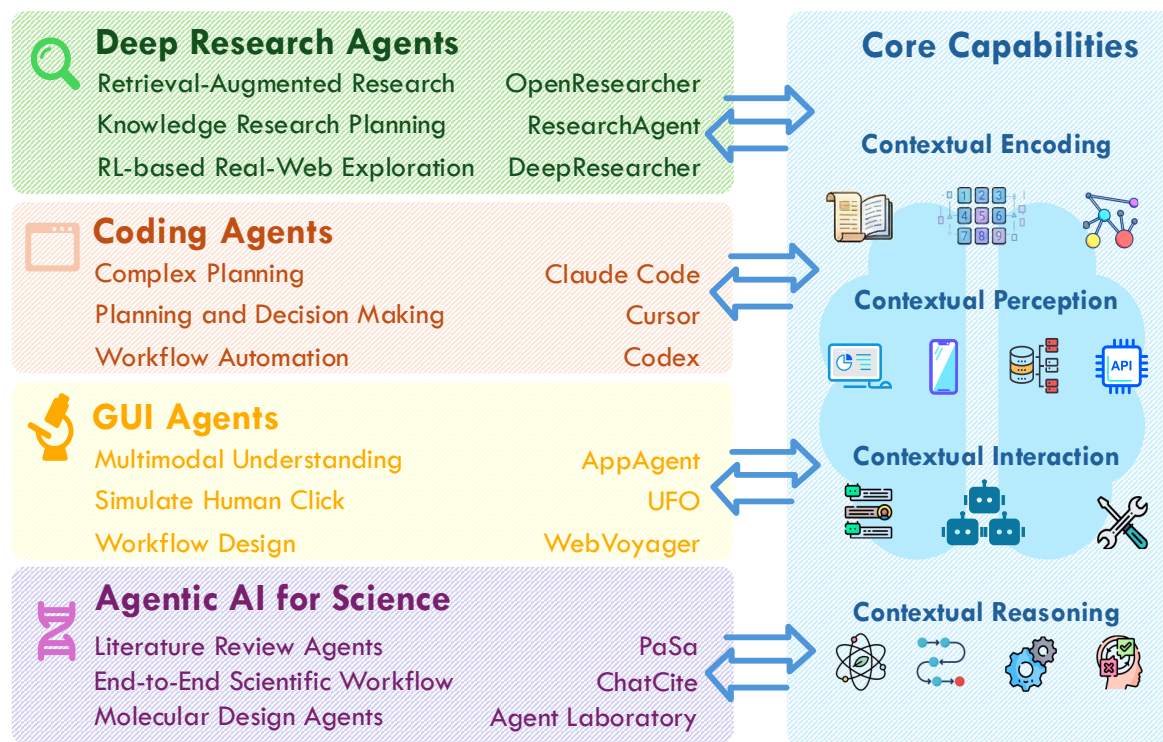 Deep Research Agents
Retrieval-Augmented Research OpenResearcher
Knowledge Research Planning ResearchAgent
RL-based Real-Web Exploration DeepResearcher
Coding Agents
Complex Planning Claude Code
Planning and Decision Making Cursor
Workflow Automation Codex
GUI Agents
Multimodal Understanding AppAgent
Simulate Human Click UFO
Workflow Design WebVoyager
Agentic AI for Science
Literature Review Agents PaSa
End-to-End Scientific Workflow ChatCite
Molecular Design Agents Agent Laboratory
Core Capabilities
Contextual Encoding
1 2 3
4 5 6
7 8 9
Contextual Perception
API
Contextual Interaction
Contextual Reasoning